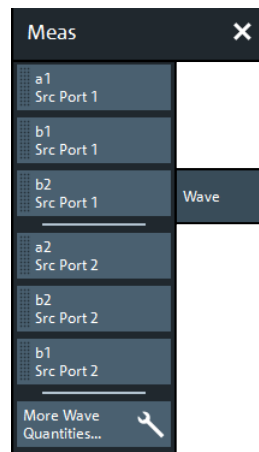 Meas
a1
Src Port 1
b1
Src Port 1
b2
Src Port 1
Wave
a2
Src Port 2
b2
Src Port 2
b1
Src Port 2
More Wave
Quantities...